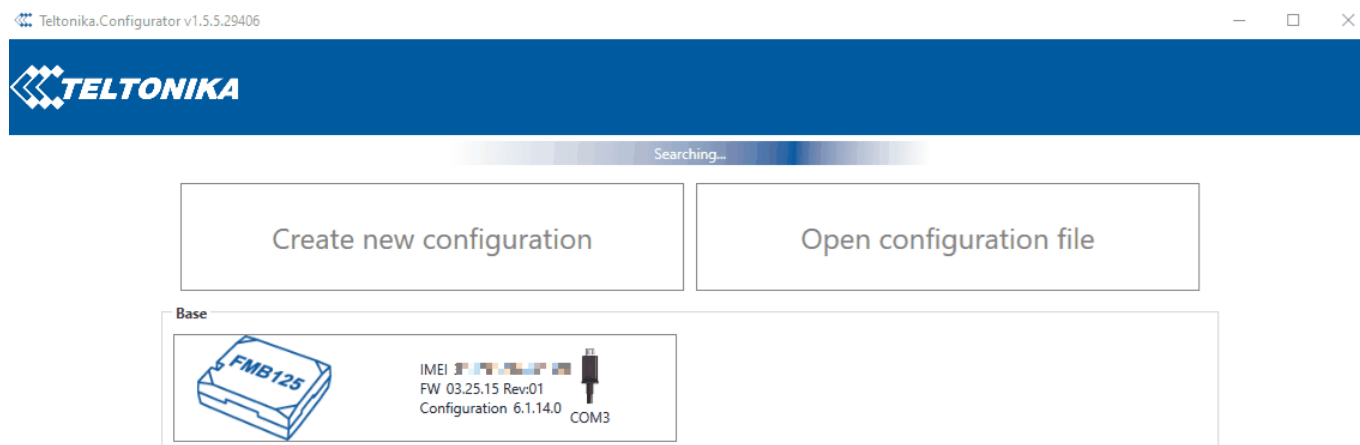 Teltonika.Configurator v1.5.5.29406
TELTONIKA
Searching...
Create new configuration
Open configuration file
Base
FMB125
IMEI
FW 03.25.15 Rev:01
Configuration 6.1.14.0
COM3